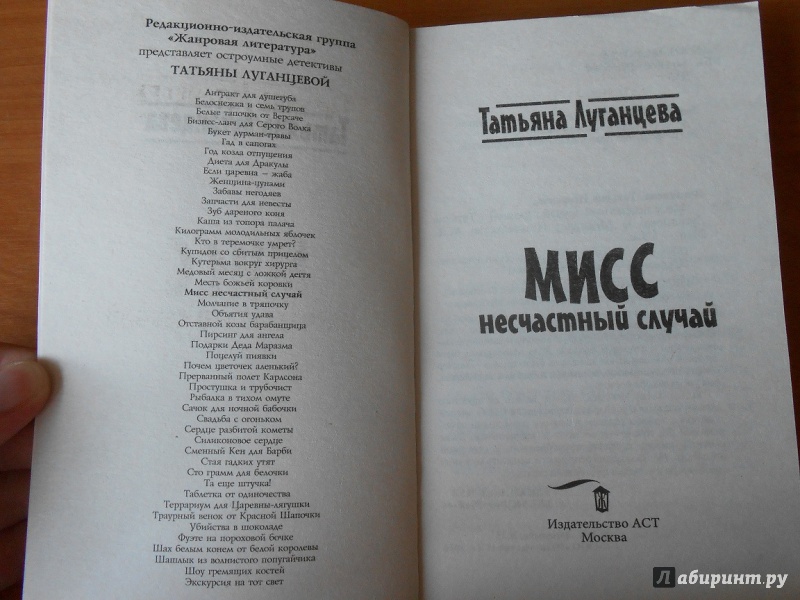 Редакционно-издательская группа
«Жанровая литература»
представляет остроумные детективы
ТАТЬЯНЫ ЛУГАНЦЕВОЙ
Антракт для душегуба
Белоснежка и семь трупов
Белые тапочки от Версаче
Бизнес-ланч для Серого Волка
Букет дурман-травы
Гад в сапогах
Год козла отпущения
Диета для Дракулы
Если царевна – жаба
Женщина-цунами
Забавы негодяев
Запчасти для невесты
Зуб дареного коня
Каша из топора палача
Килограмм молодильных яблочек
Кто в теремочке умрет?
Купидон со сбитым прицелом
Кутерьма вокруг хирурга
Медовый месяц с ложкой дегтя
Месть божьей коровки
Мисс несчастный случай
Молчание в тряпочку
Объятия удава
Отставной козы барабанщица
Пирсинг для ангела
Подарки Деда Маразма
Поцелуй пиявки
Почем цветочек аленький?
Прерванный полет Карлсона
Простушка и трубочист
Рыбалка в тихом омуте
Сачок для ночной бабочки
Свадьба с огоньком
Сердце разбитой кометы
Силиконовое сердце
Сменный Кен для Барби
Стая гадких утят
Сто грамм для белочки
Та еще штучка!
Таблетка от одиночества
Террариум для Царевны-лягушки
Траурный венок от Красной Шапочки
Убийства в шоколаде
Фуэте на пороховой бочке
Шах белым конем от белой королевы
Шашлык из волнистого попугайчика
Шоу гремящих костей
Экскурсия на тот свет
Татьяна Луганцева
МИСС
несчастный случай
Издательство АСТ
Москва
Лабиринт.ру